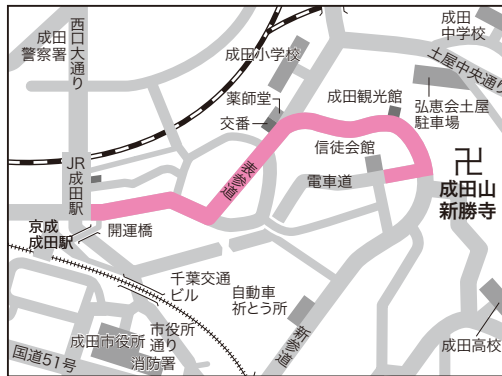 成田
警察署
西口大通り
成田小学校
成田
中学校
土屋中央通り
薬師堂
交番
成田観光館
弘恵会土屋
駐車場
信徒会館
表参道
電車道
卍
成田山
新勝寺
JR
成田駅
京成
成田駅
開運橋
千葉交通
ビル
自動車
祈とう所
新参道
成田市役所
市役所
通り
消防署
国道51号
成田高校